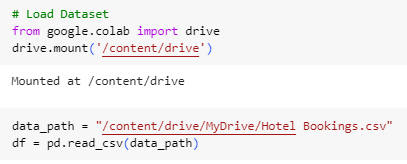 # Load Dataset
from google.colab import drive
drive.mount('/content/drive')
Mounted at /content/drive
data_path = "/content/drive/MyDrive/Hotel Bookings.csv"
df = pd.read_csv(data_path)